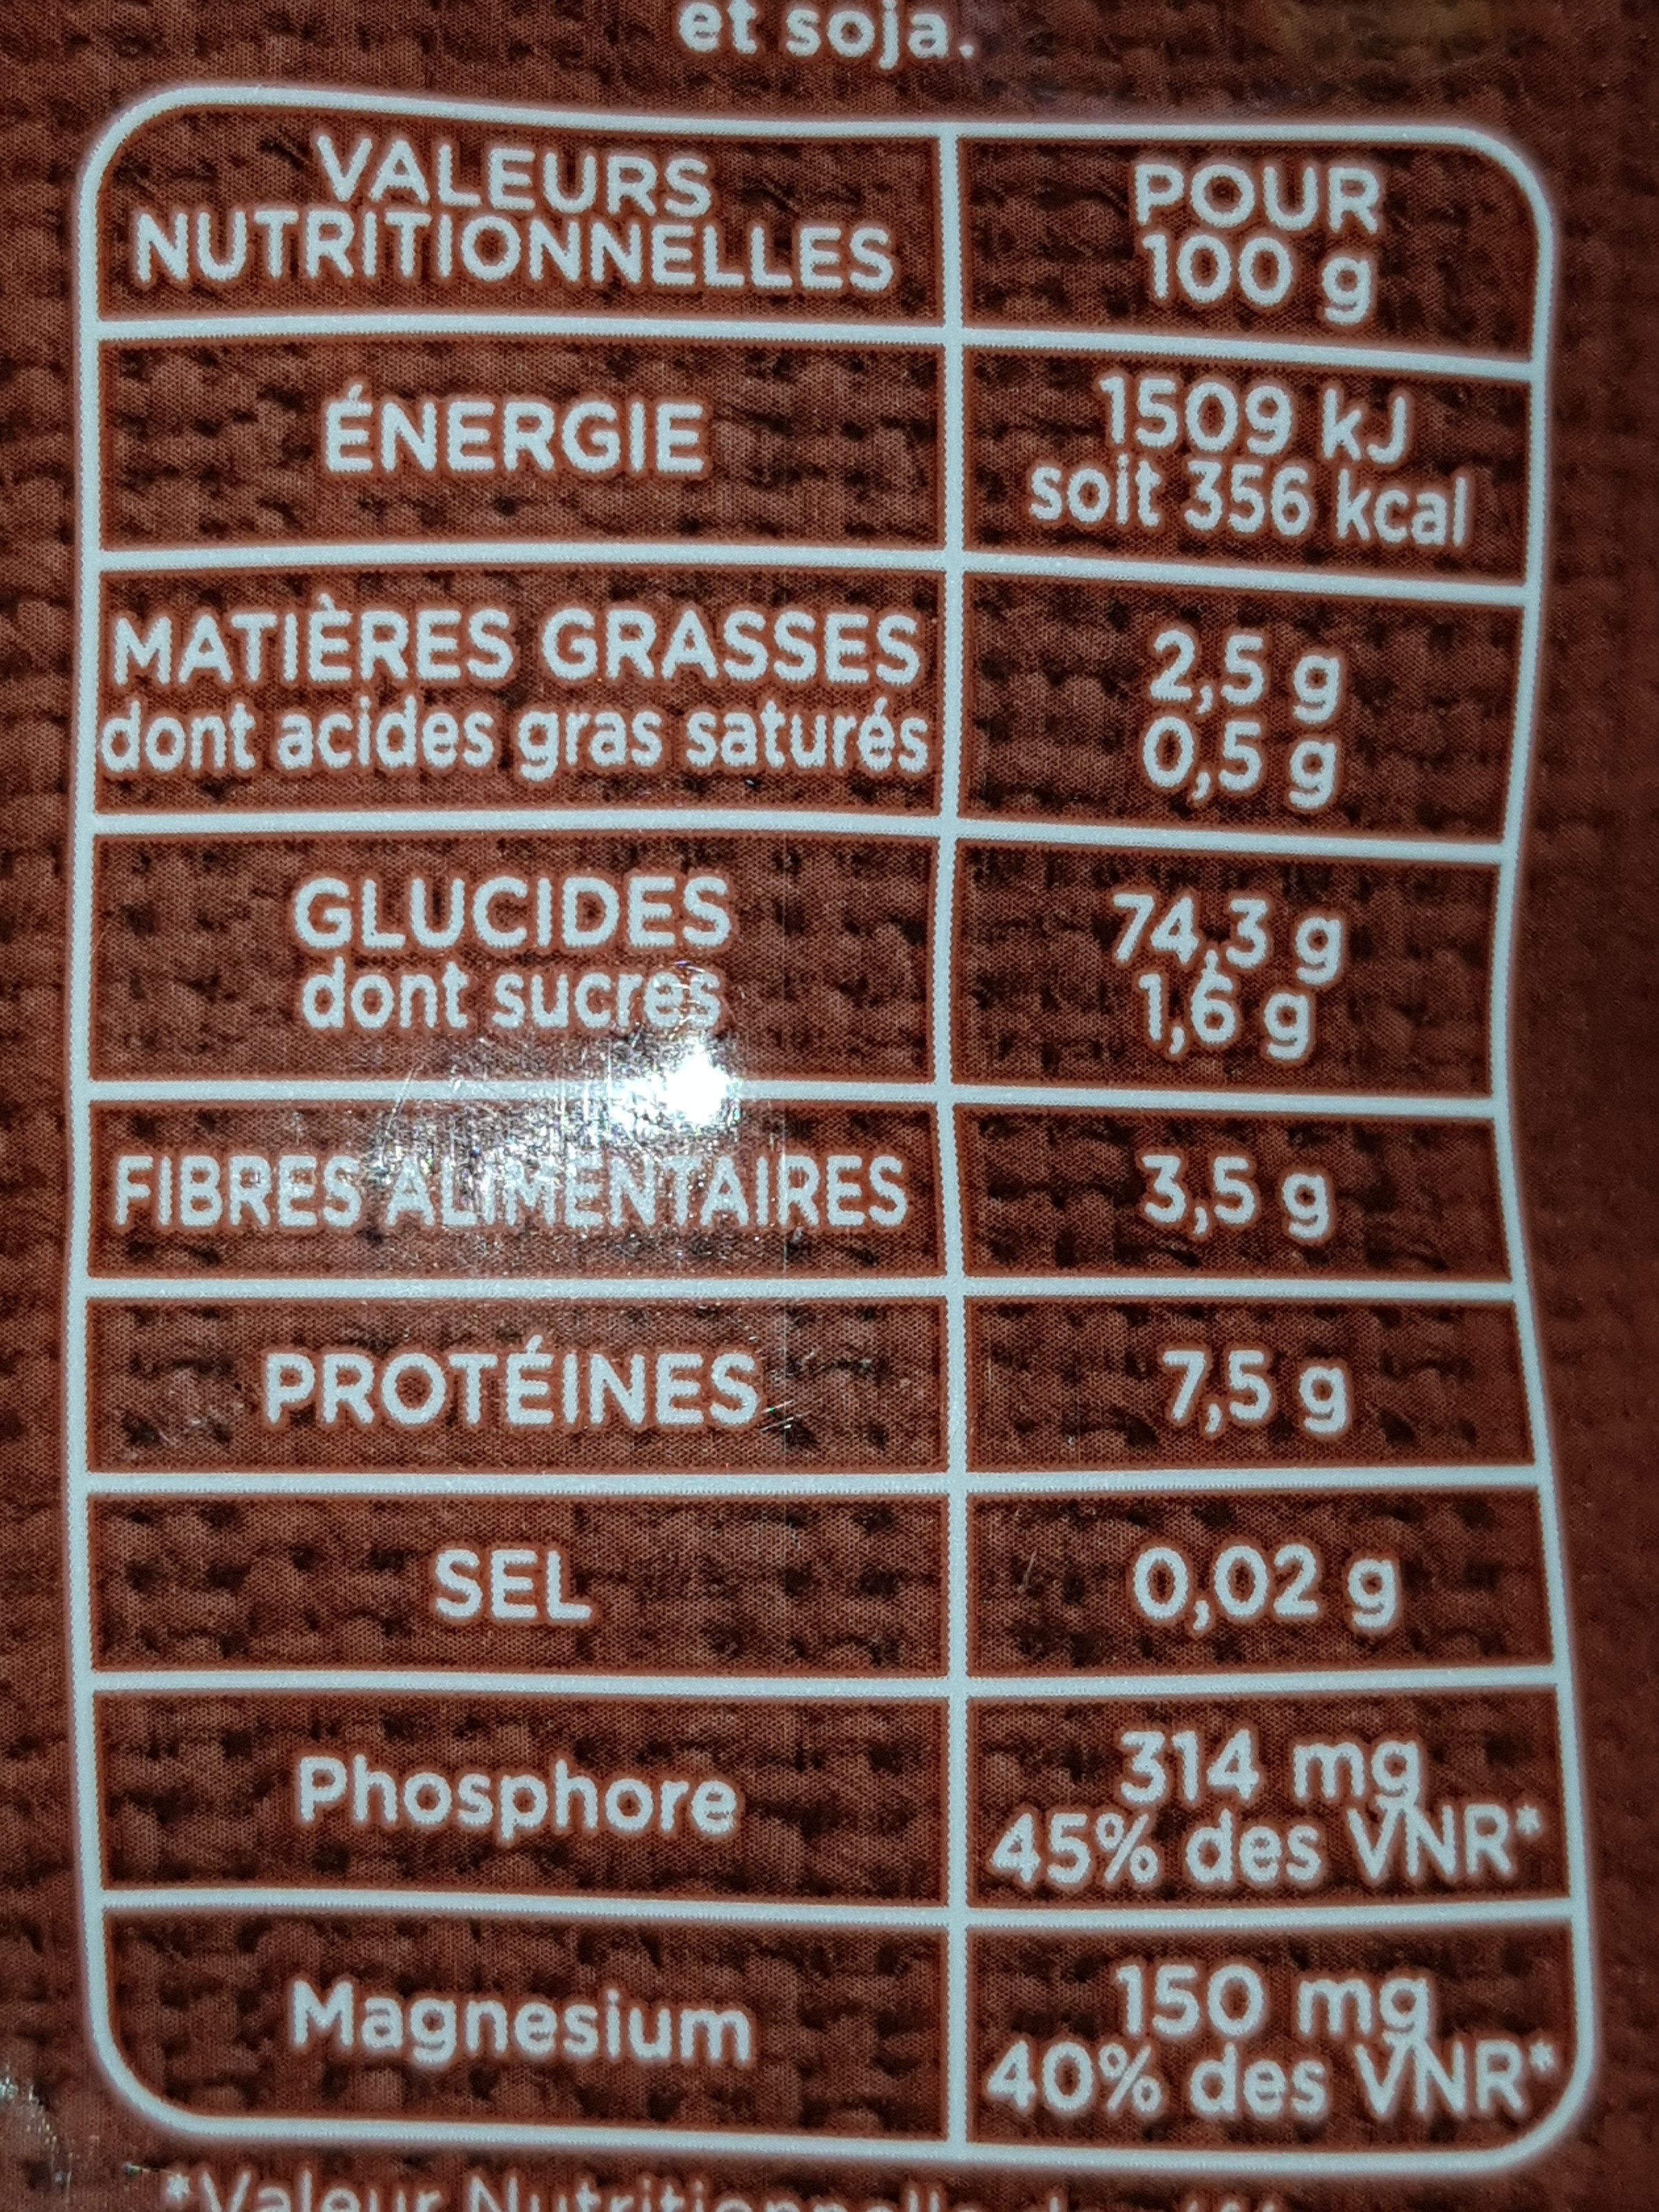 et soja.
VALEURS
NUTRITIONNELLES
POUR
100 g
ÉNERGIE
1509 kJ
soit 356 kcal
MATIÈRES GRASSES
dont acides gras saturés
2,5 g
0,5 g
GLUCIDES
dont sucres
74,3 g
1,6 g
FIBRES ALIMENTAIRES
3,5 g
PROTÉINES
7,5 g
SEL
0,02 g
Phosphore
314 mg
45% des VNR*
Magnesium
150 mg
40% des VNR*
*Valeur Nutritionnelle